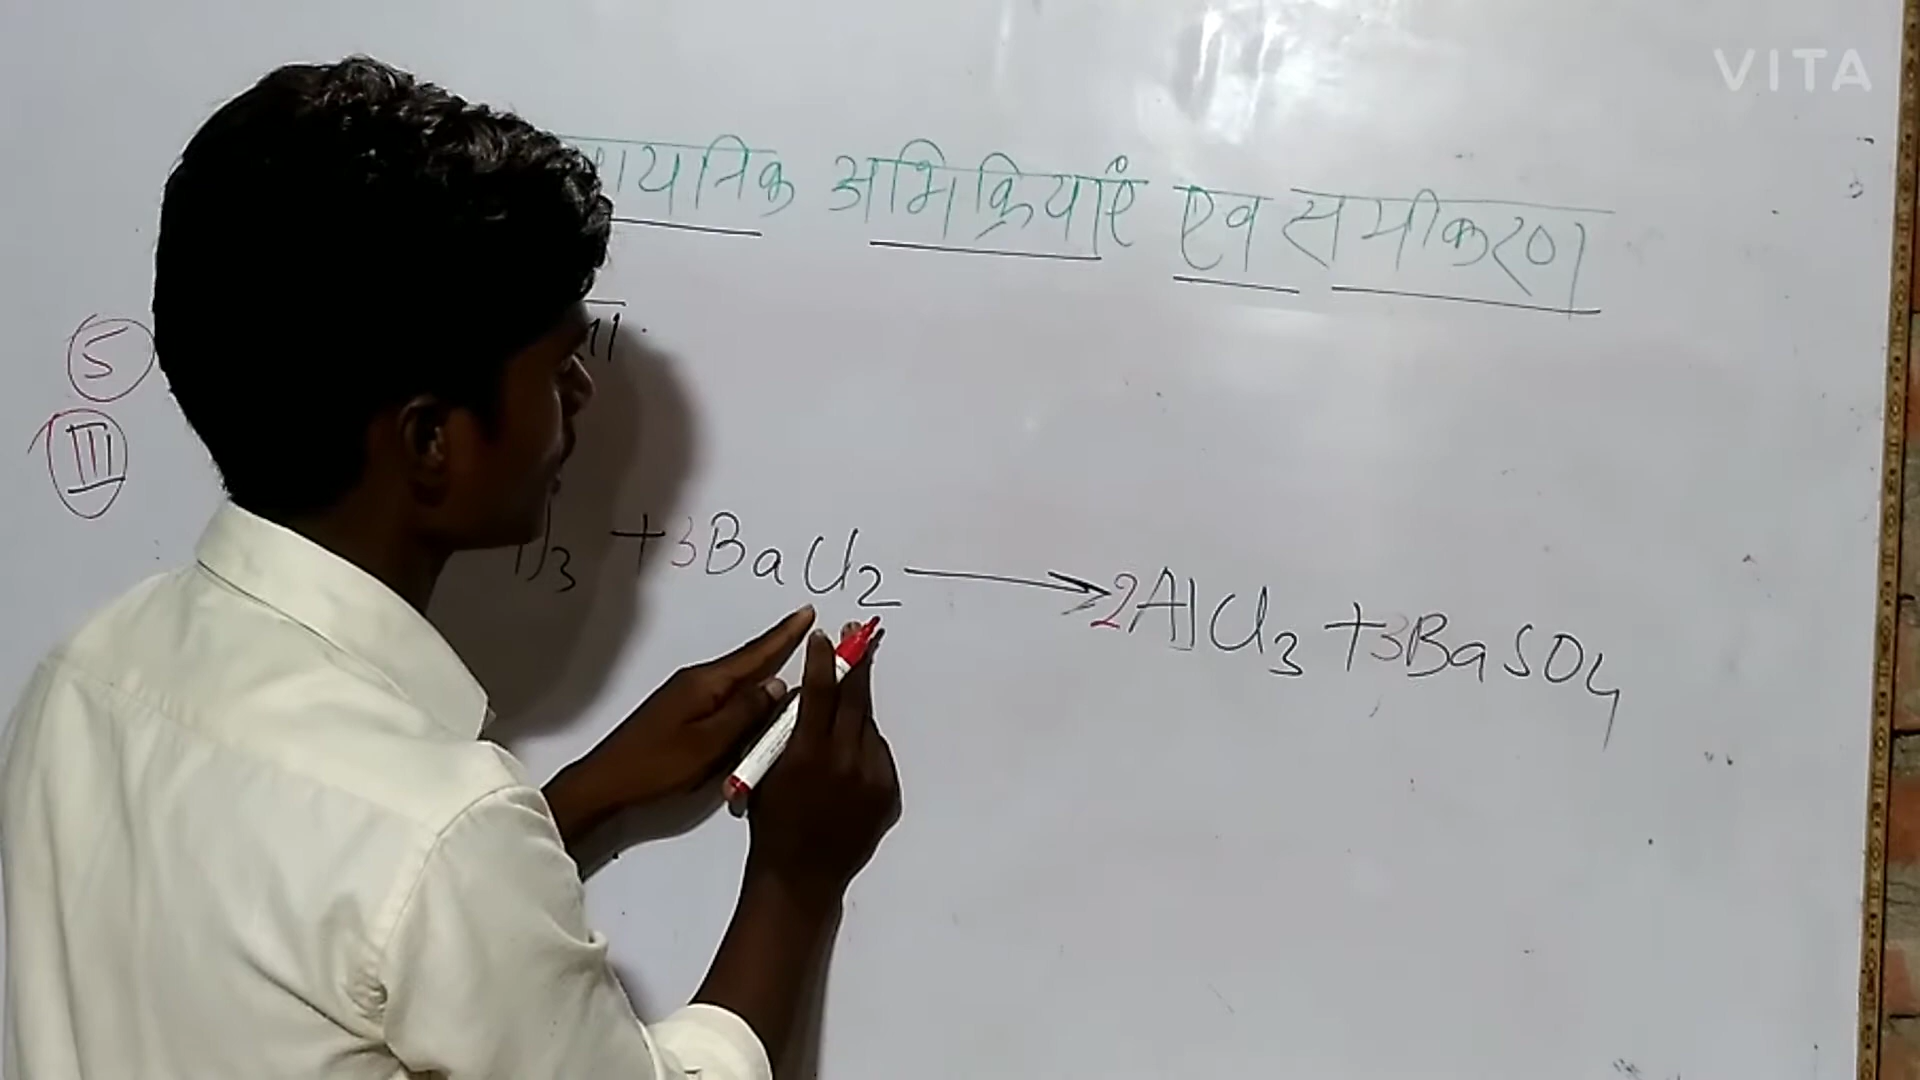 VITA
अभिक्रियाएं एव समीकरण
5
III
+ 3BaCl2 → 2AlCl3 + 3BaSO4